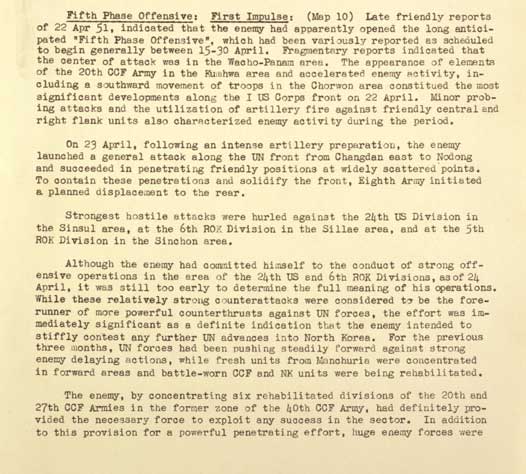 Fifth Phase Offensive: First Impulse: (Map 10) Late friendly reports
of 22 Apr 51, indicated that the enemy had apparently opened the long antici-
pated "Fifth Phase Offensive", which had been variously reported as scheduled
to begin generally between 15-30 April. Fragmentary reports indicated that
the center of attack was in the Wacho-Panam area. The appearance of elements
of the 20th CCF Army in the Rumhwa area and accelerated enemy activity, in-
cluding a southward movement of troops in the Chorwon area constitued the most
significant developments along the I US Corps front on 22 April. Minor prob-
ing attacks and the utilization of artillery fire against friendly central and
right flank units also characterized enemy activity during the period.
On 23 April, following an intense artillery preparation, the enemy
launched a general attack along the UN front from Changdan east to Nodong
and succeeded in penetrating friendly positions at widely scattered points.
To contain these penetrations and solidify the front, Eighth Army initiated
a planned displacement to the rear.
Strongest hostile attacks were hurled against the 24th US Division in
the Sinsul area, at the 6th ROK Division in the Sillae area, and at the 5th
ROK Division in the Sinchon area.
Although the enemy had committed himself to the conduct of strong off-
ensive operations in the area of the 24th US and 6th ROK Divisions, as of 24
April, it was still too early to determine the full meaning of his operations.
While these relatively strong counterattacks were considered to be the fore-
runner of more powerful counterthrusts against UN forces, the effort was im-
mediately significant as a definite indication that the enemy intended to
stiffly contest any further UN advances into North Korea. For the previous
three months, UN forces had been pushing steadily forward against strong
enemy delaying actions, while fresh units from Manchuria were concentrated
in forward areas and battle-worn CCF and NK units were being rehabilitated.
The enemy, by concentrating six rehabilitated divisions of the 20th and
27th CCF Armies in the former zone of the 40th CCF Army, had definitely pro-
vided the necessary force to exploit any success in the sector. In addition
to this provision for a powerful penetrating effort, huge enemy forces were